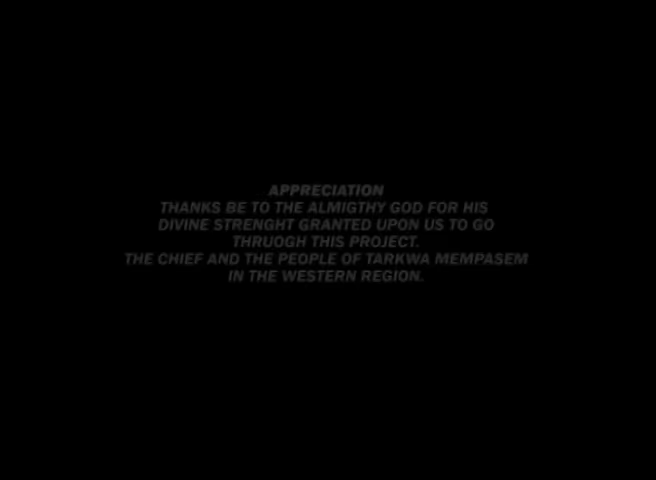 APPRECIATION
THANKS BE TO THE ALMIGTHY GOD FOR HIS
DIVINE STRENGHT GRANTED UPON US TO GO
THRUOGH THIS PROJECT.
THE CHIEF AND THE PEOPLE OF TARKWA MEMPASEM
IN THE WESTERN REGION.